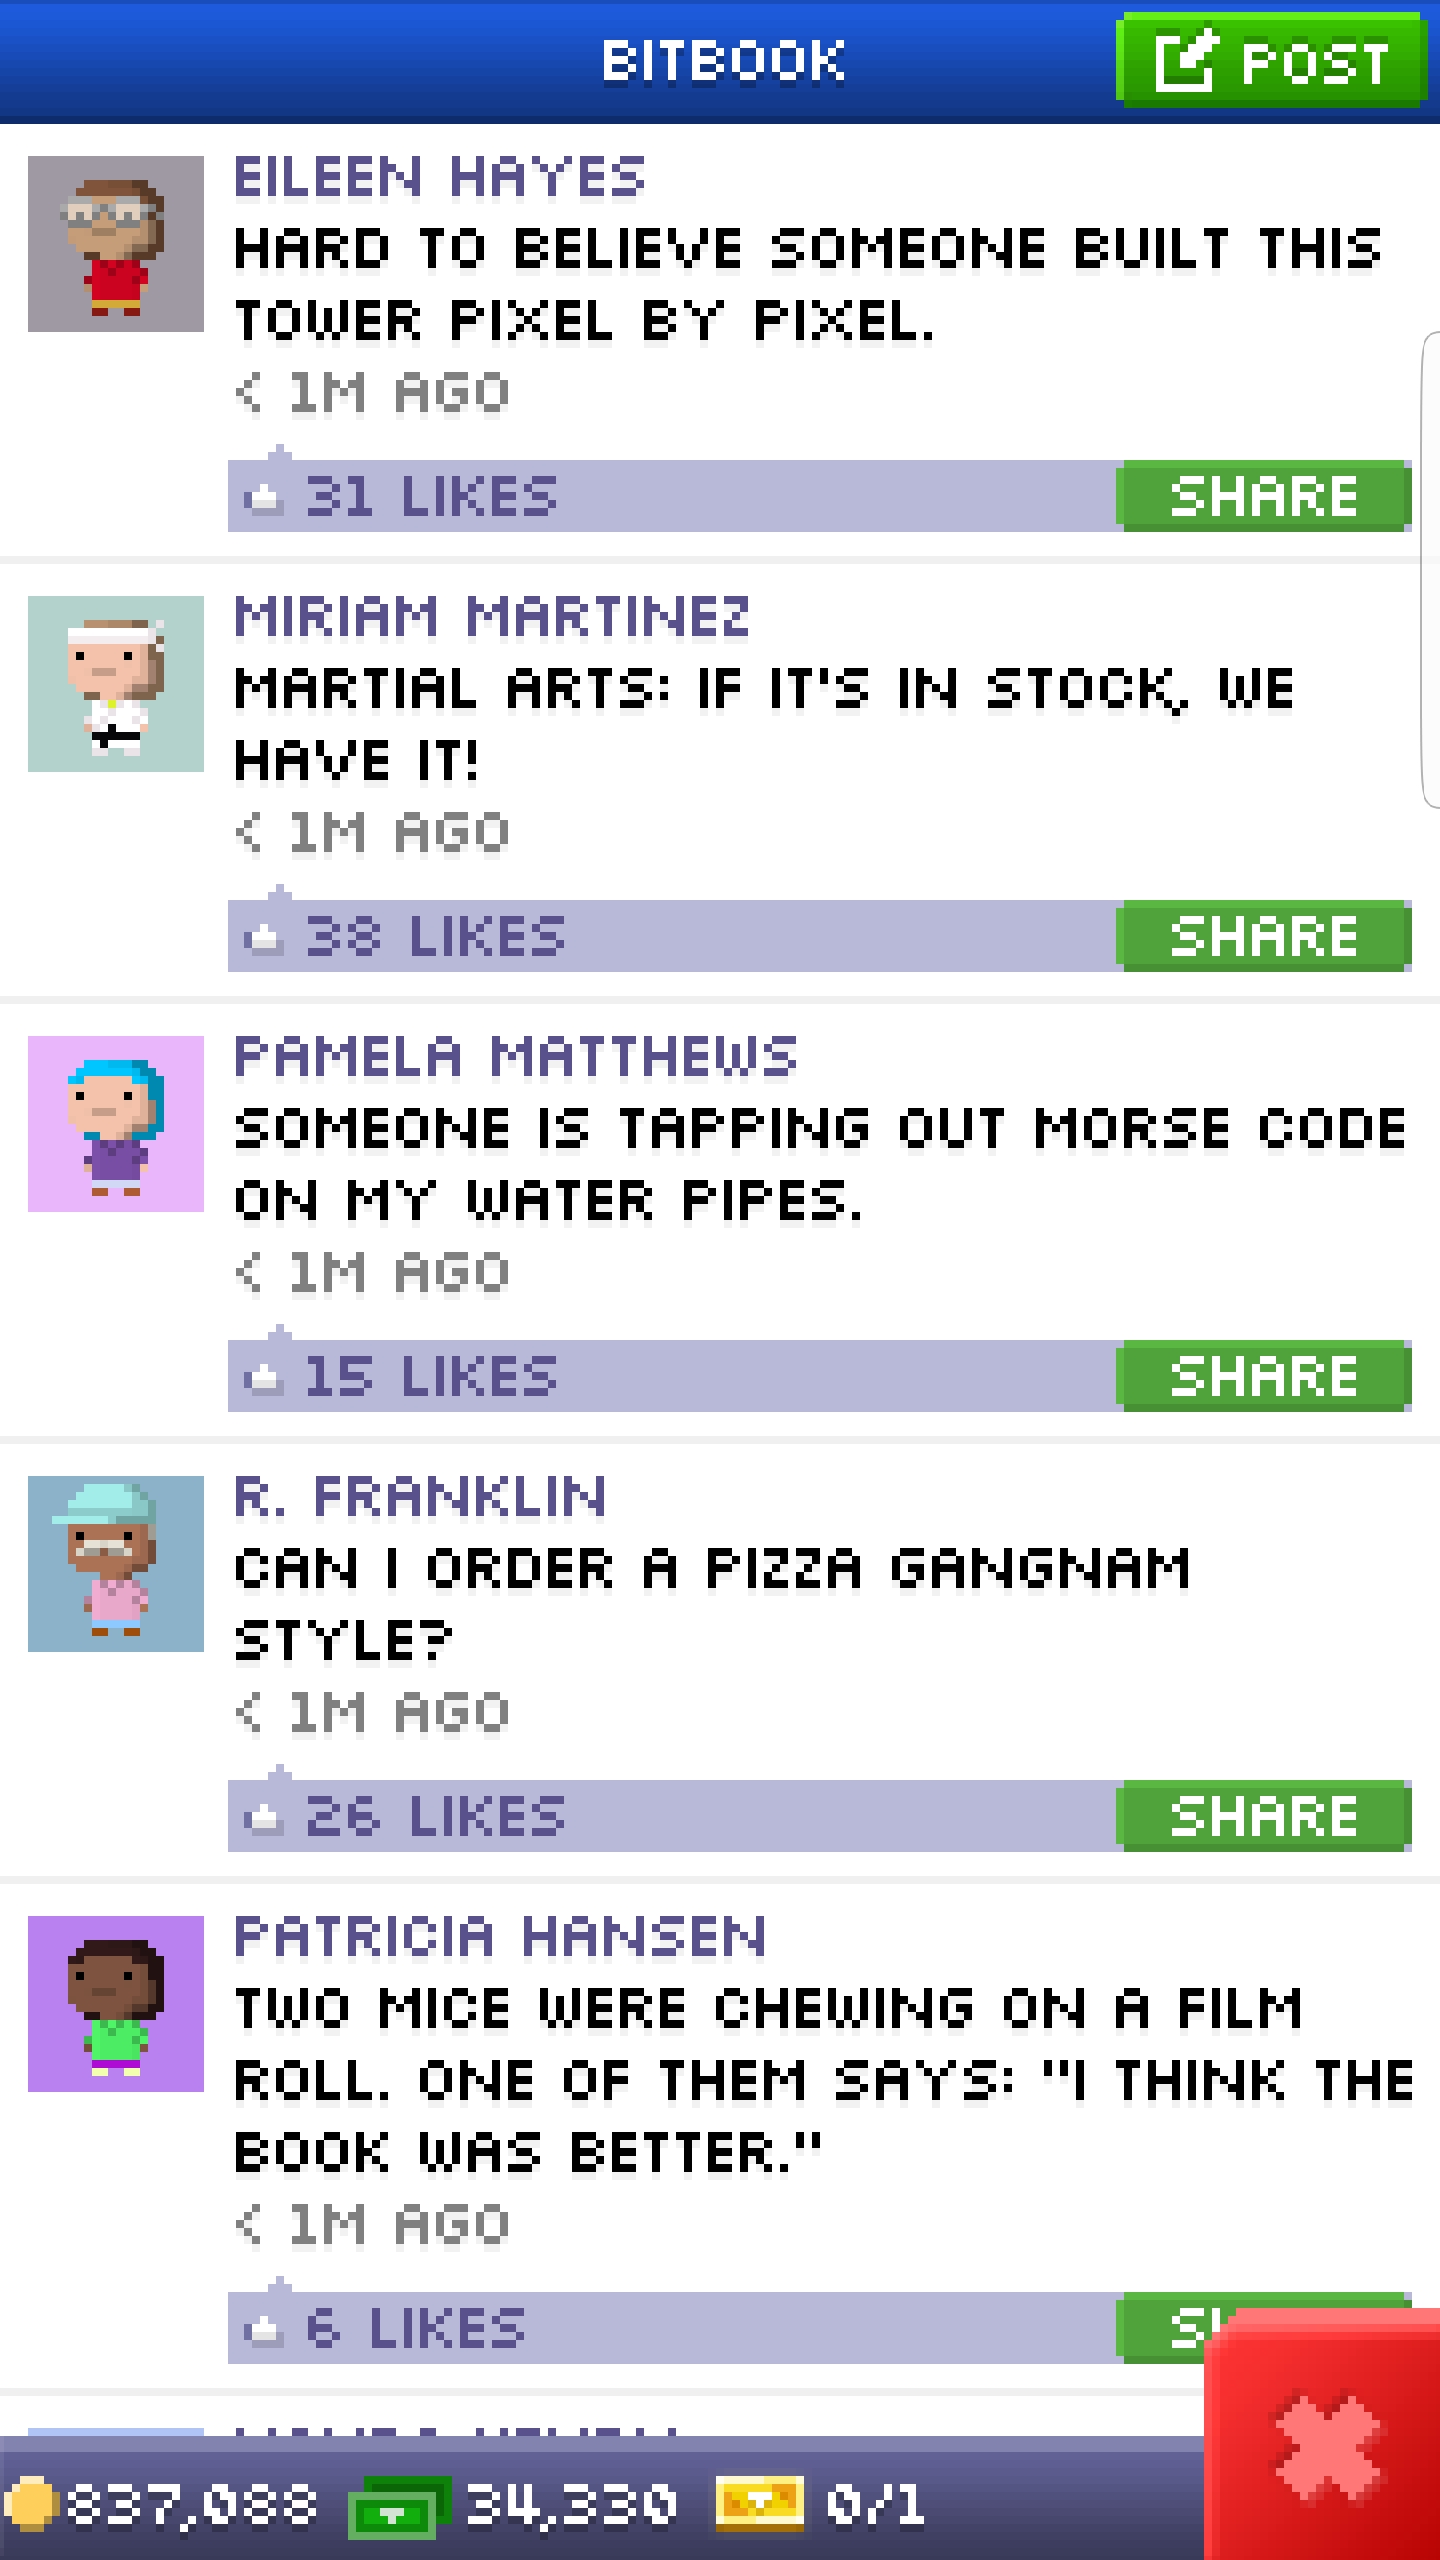 BITBOOK
POST
EILEEN HAYES
HARD TO BELIEVE SOMEONE BUILT THIS
TOWER PIXEL BY PIXEL.
< 1M AGO
31 LIKES
SHARE
MIRIAM MARTINEZ
MARTIAL ARTS: IF IT'S IN STOCK, WE
HAVE IT!
< 1M AGO
38 LIKES
SHARE
PAMELA MATTHEWS
SOMEONE IS TAPPING OUT MORSE CODE
ON MY WATER PIPES.
< 1M AGO
15 LIKES
SHARE
R. FRANKLIN
CAN I ORDER A PIZZA GANGNAM
STYLE?
< 1M AGO
26 LIKES
SHARE
PATRICIA HANSEN
TWO MICE WERE CHEWING ON A FILM
ROLL. ONE OF THEM SAYS: "I THINK THE
BOOK WAS BETTER."
< 1M AGO
6 LIKES
837,088
34,330
0/1